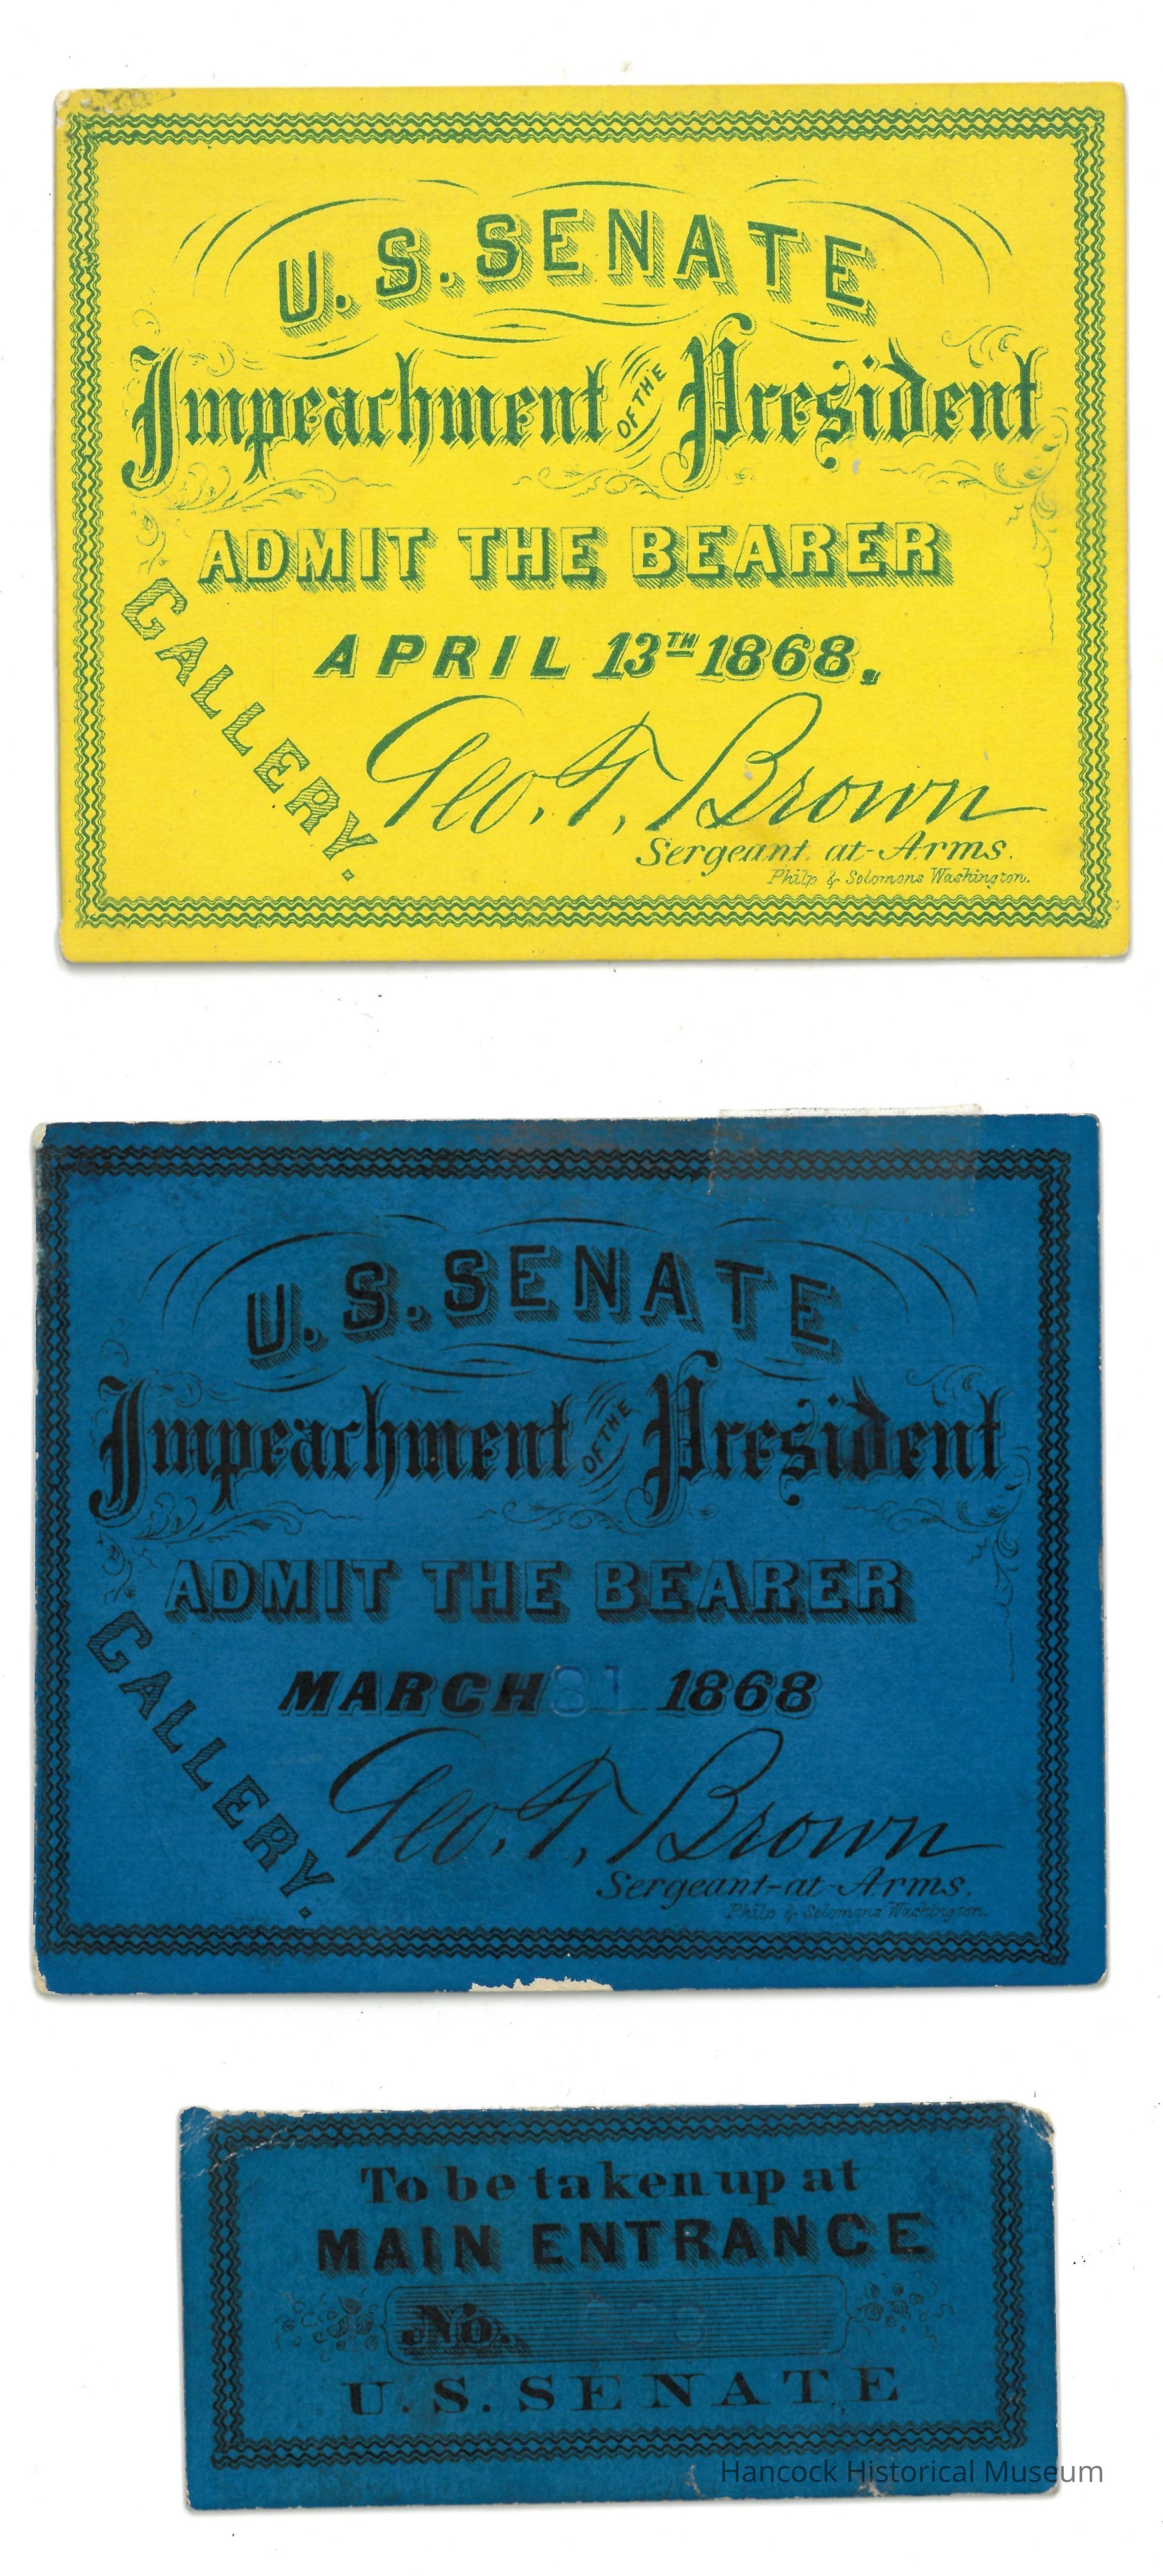 U. S. SENATE
Impeachment OF THE President
ADMIT THE BEARER
GALLERY.
APRIL 13TH 1868.
Geo. T. Brown
Sergeant-at-Arms.
Philp & Solomons Washington.
U. S. SENATE
Impeachment OF THE President
ADMIT THE BEARER
GALLERY.
MARCH 31 1868
Geo. T. Brown
Sergeant-at-Arms.
Philp & Solomons Washington.
To be taken up at
MAIN ENTRANCE
No.
U. S. SENATE
Hancock Historical Museum